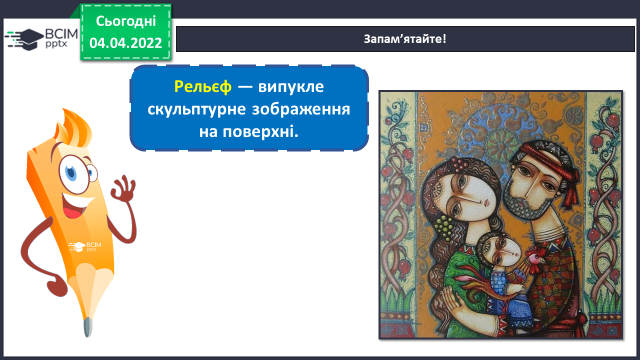 ВСІМ
pptx
Сьогодні
04.04.2022
Запам’ятайте!
Рельєф — випукле
скульптурне зображення
на поверхні.
ВСІМ
pptx